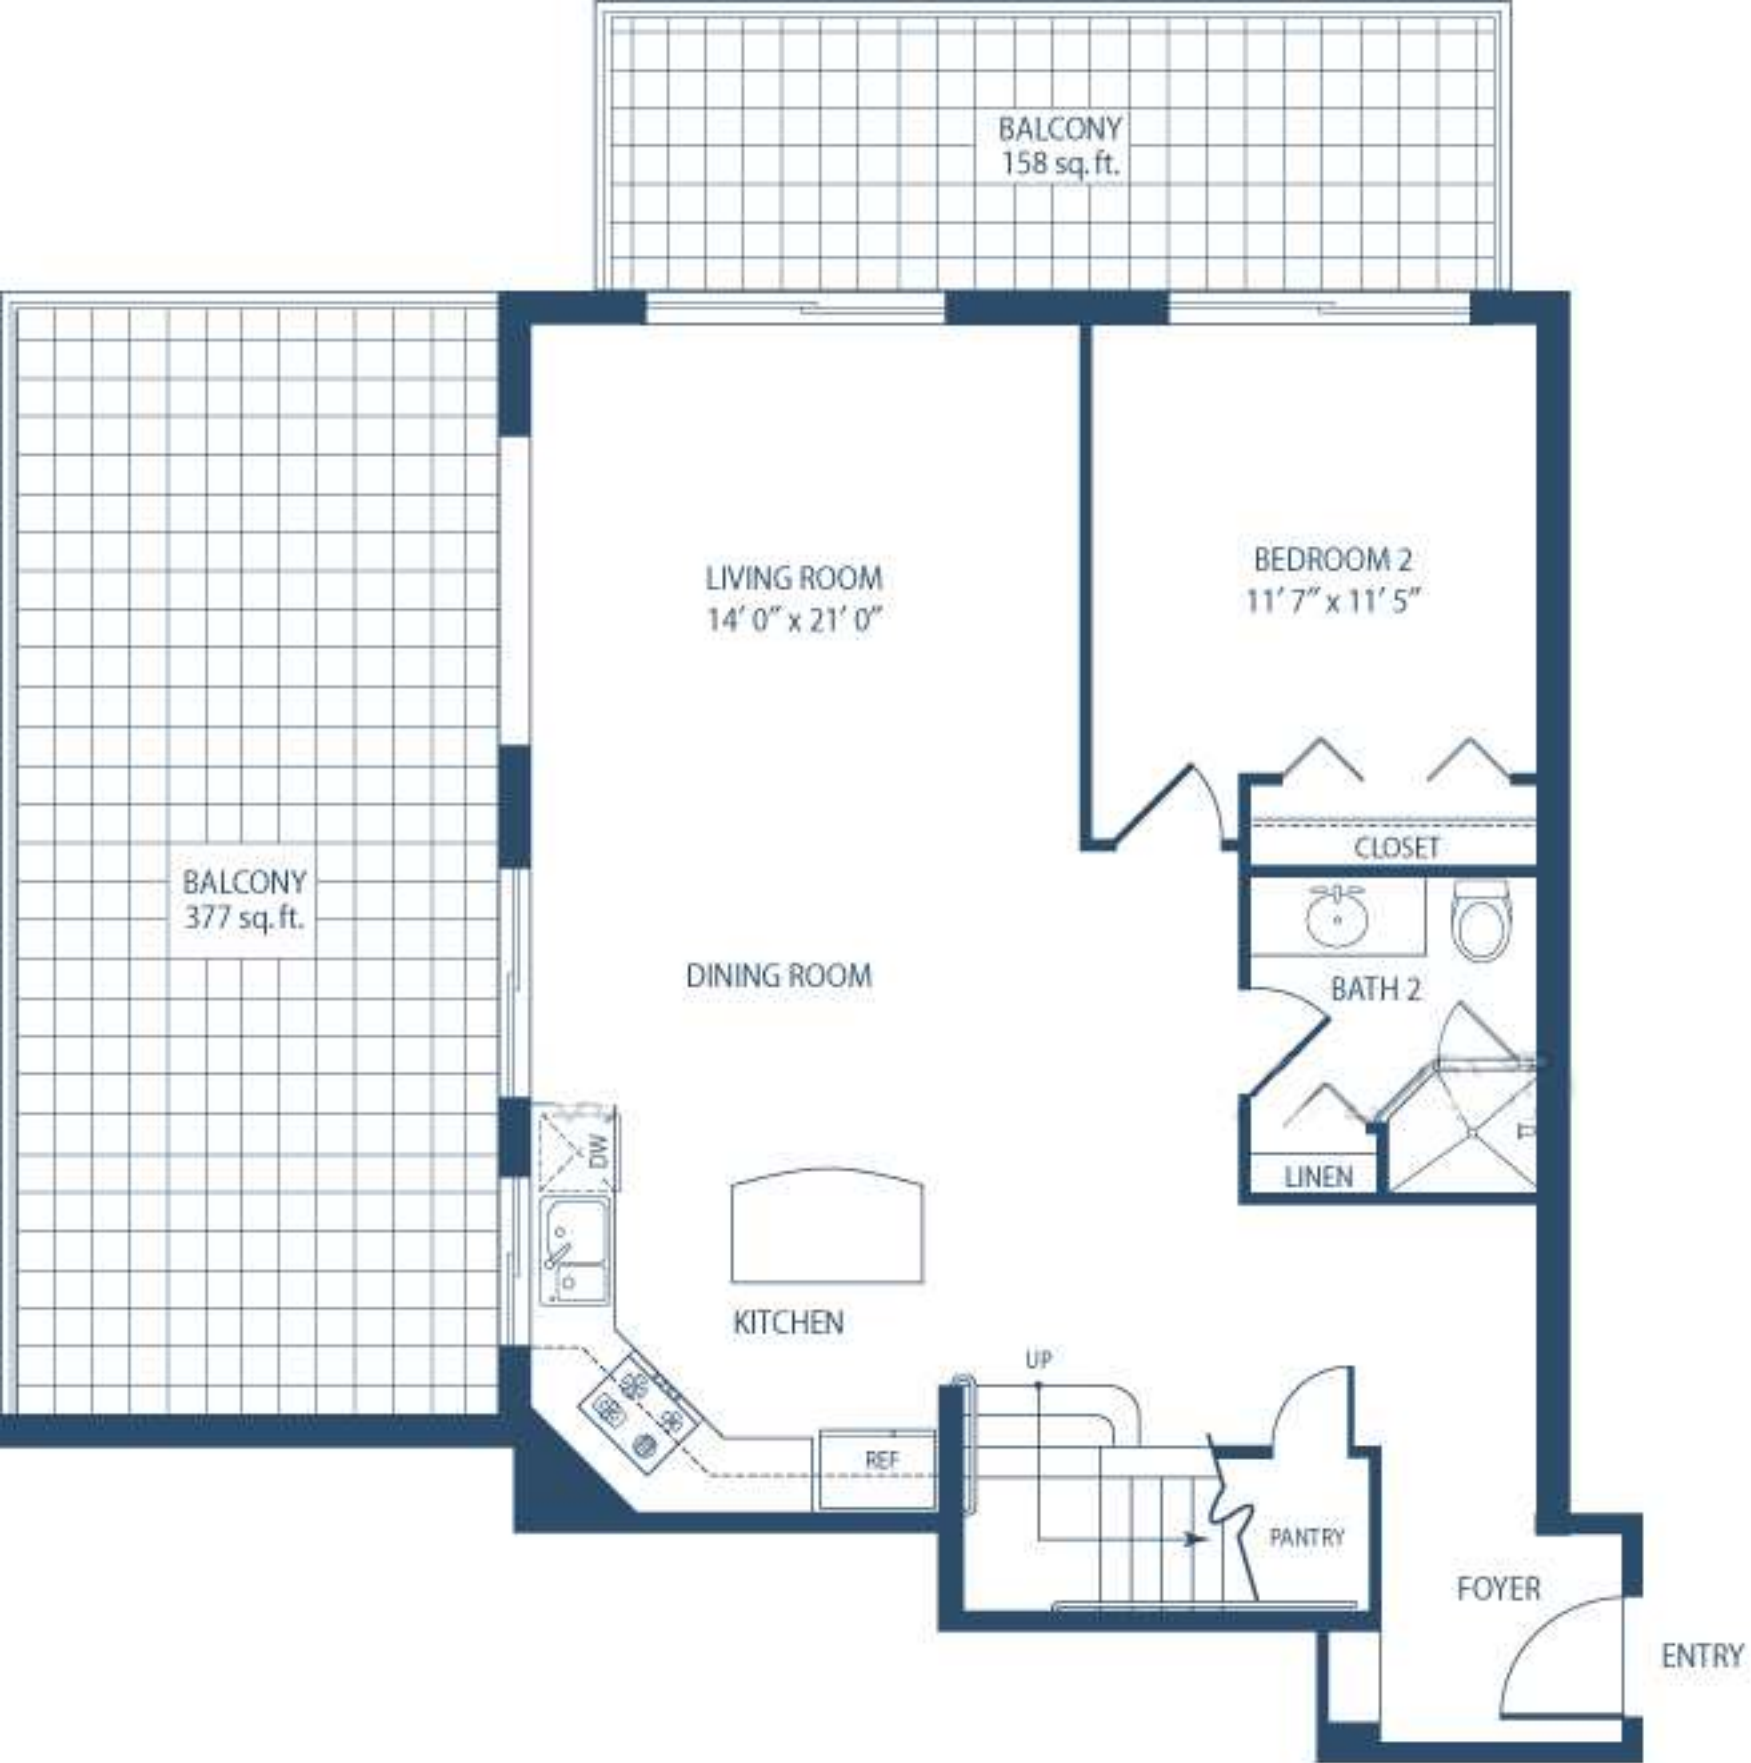 BALCONY
158 sq. ft.
LIVING ROOM
14' 0" x 21' 0"
BEDROOM 2
11' 7" x 11' 5"
CLOSET
BALCONY
377 sq. ft.
DINING ROOM
BATH 2
DW
LINEN
KITCHEN
UP
REF
PANTRY
FOYER
ENTRY